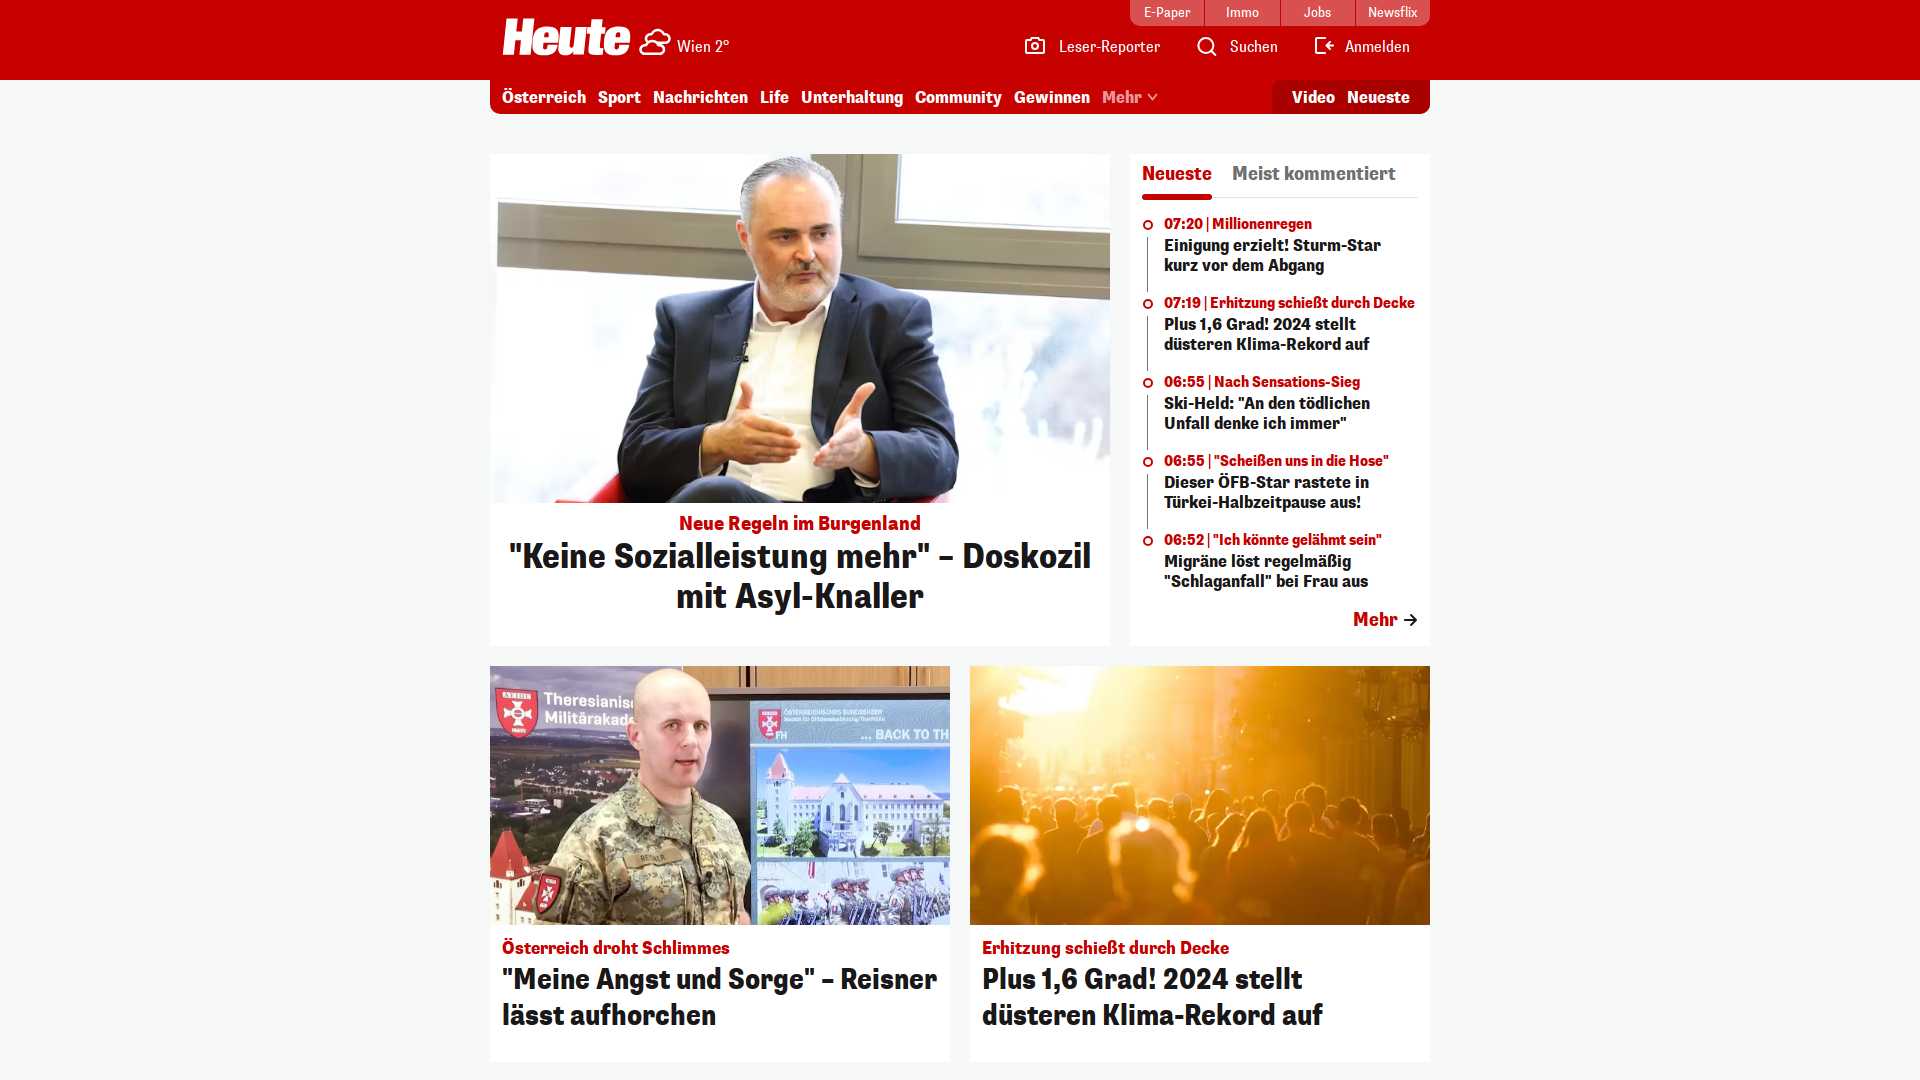 E-Paper
Immo
Jobs
Newsflix
Heute
Wien 2°
Leser-Reporter
Suchen
Anmelden
Österreich
Sport
Nachrichten
Life
Unterhaltung
Community
Gewinnen
Mehr
Video
Neueste
Neue Regeln im Burgenland
"Keine Sozialleistung mehr" – Doskozil
mit Asyl-Knaller
Neueste
Meist kommentiert
07:20 | Millionenregen
Einigung erzielt! Sturm-Star
kurz vor dem Abgang
07:19 | Erhitzung schießt durch Decke
Plus 1,6 Grad! 2024 stellt
düsteren Klima-Rekord auf
06:55 | Nach Sensations-Sieg
Ski-Held: "An den tödlichen
Unfall denke ich immer"
06:55 | "Scheißen uns in die Hose"
Dieser ÖFB-Star rastete in
Türkei-Halbzeitpause aus!
06:52 | "Ich könnte gelähmt sein"
Migräne löst regelmäßig
"Schlaganfall" bei Frau aus
Mehr
Theresianis
Militärakade
FH
... BACK TO TH
REISNER
Österreich droht Schlimmes
"Meine Angst und Sorge" – Reisner
lässt aufhorchen
Erhitzung schießt durch Decke
Plus 1,6 Grad! 2024 stellt
düsteren Klima-Rekord auf